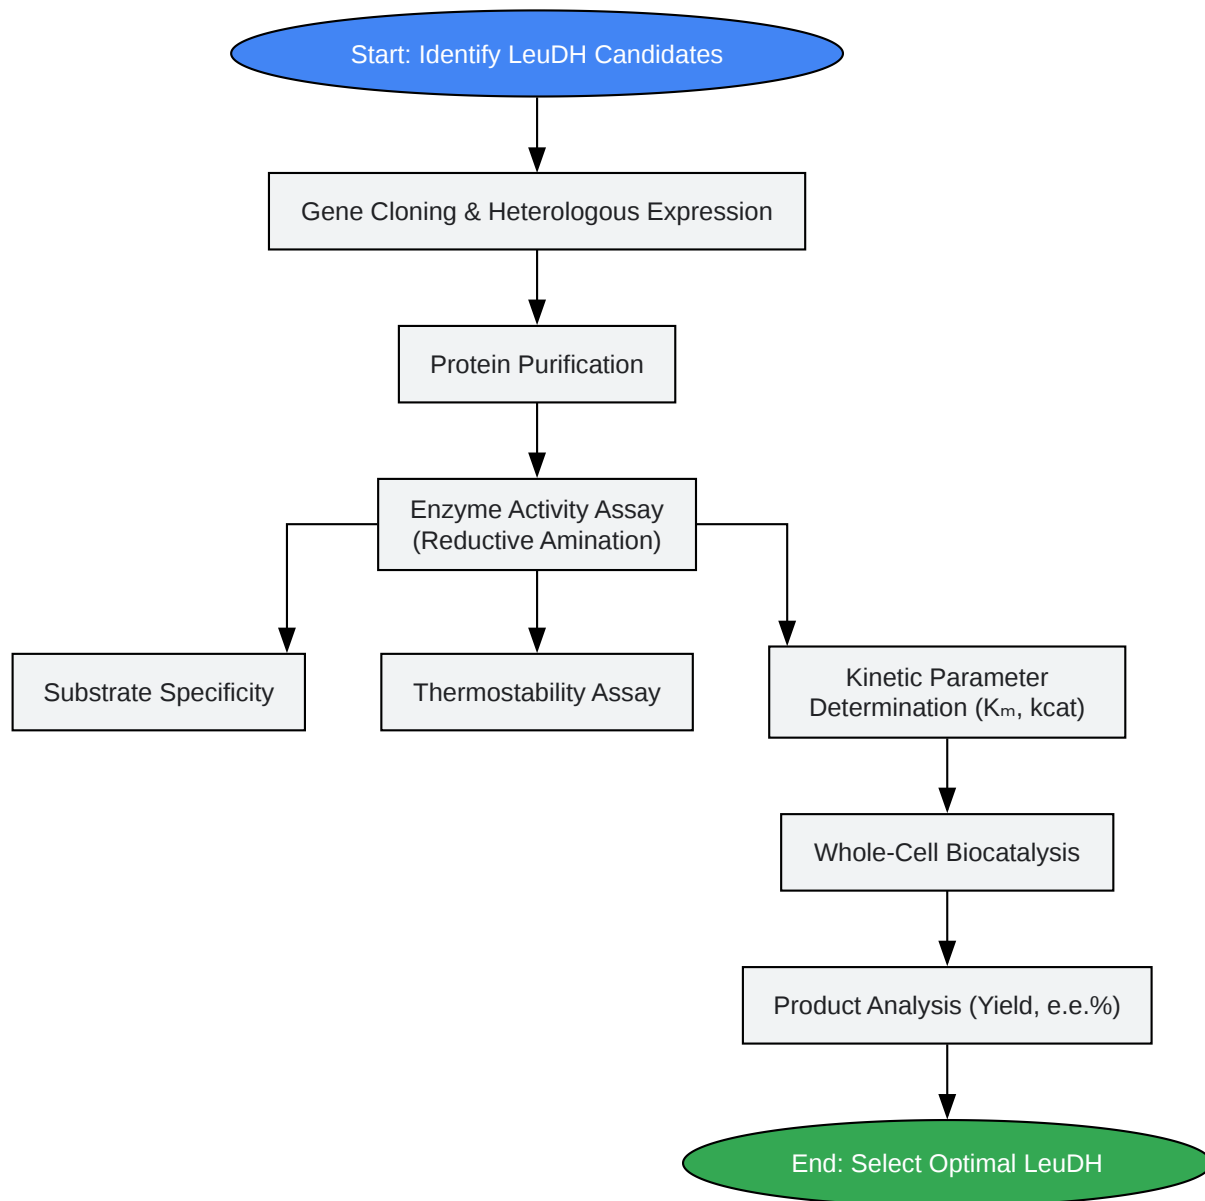 Start: Identify LeuDH Candidates
Gene Cloning & Heterologous Expression
Protein Purification
Enzyme Activity Assay
(Reductive Amination)
Substrate Specificity
Thermostability Assay
Kinetic Parameter
Determination (Kₘ, kcat)
Whole-Cell Biocatalysis
Product Analysis (Yield, e.e.%)
End: Select Optimal LeuDH